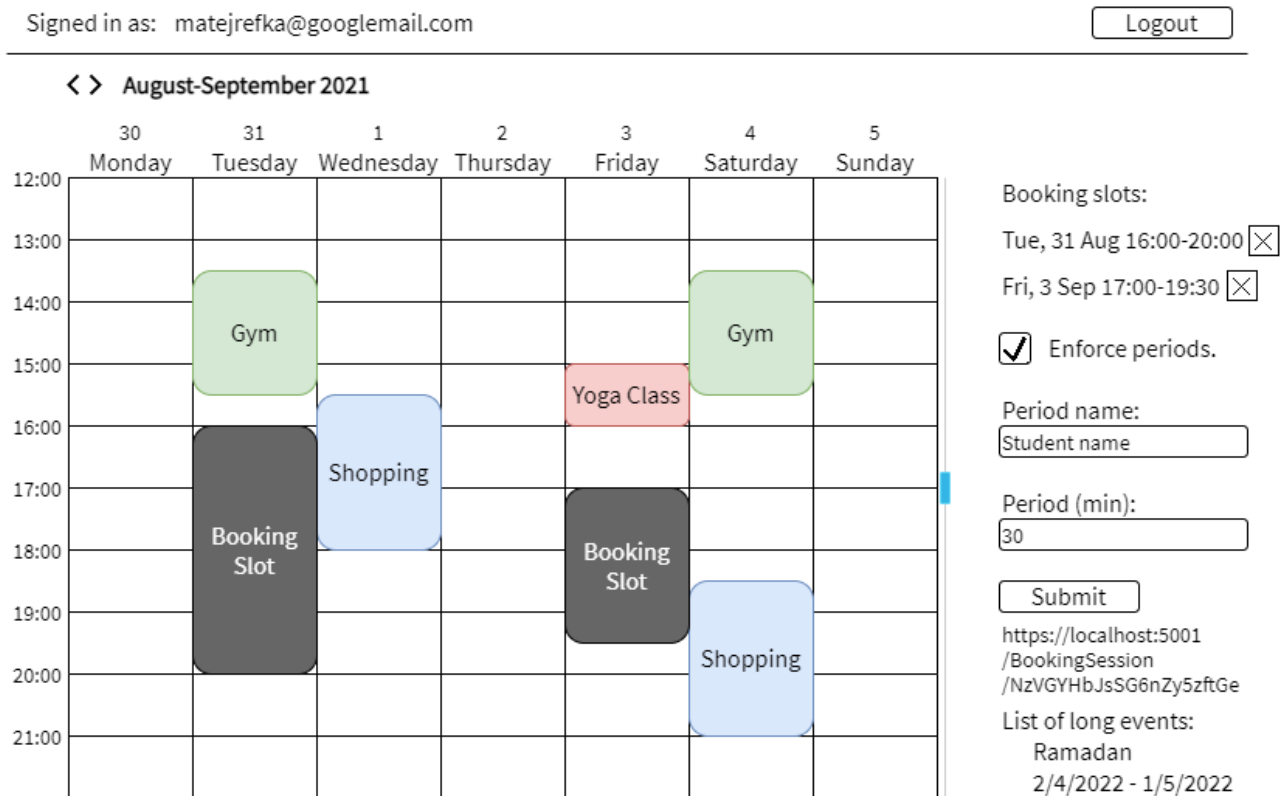 Signed in as: matejrefka@googlemail.com
Logout
< > August-September 2021
30 31 1 2 3 4 5
Monday Tuesday Wednesday Thursday Friday Saturday Sunday
12:00
13:00
14:00
15:00
16:00
17:00
18:00
19:00
20:00
21:00
Gym
Booking
Slot
Shopping
Yoga Class
Booking
Slot
Gym
Shopping
Booking slots:
Tue, 31 Aug 16:00-20:00
Fri, 3 Sep 17:00-19:30
Enforce periods.
Period name:
Student name
Period (min):
30
Submit
https://localhost:5001
/BookingSession
/NzVGYHbJsSG6nZy5zftGe
List of long events:
Ramadan
2/4/2022 - 1/5/2022